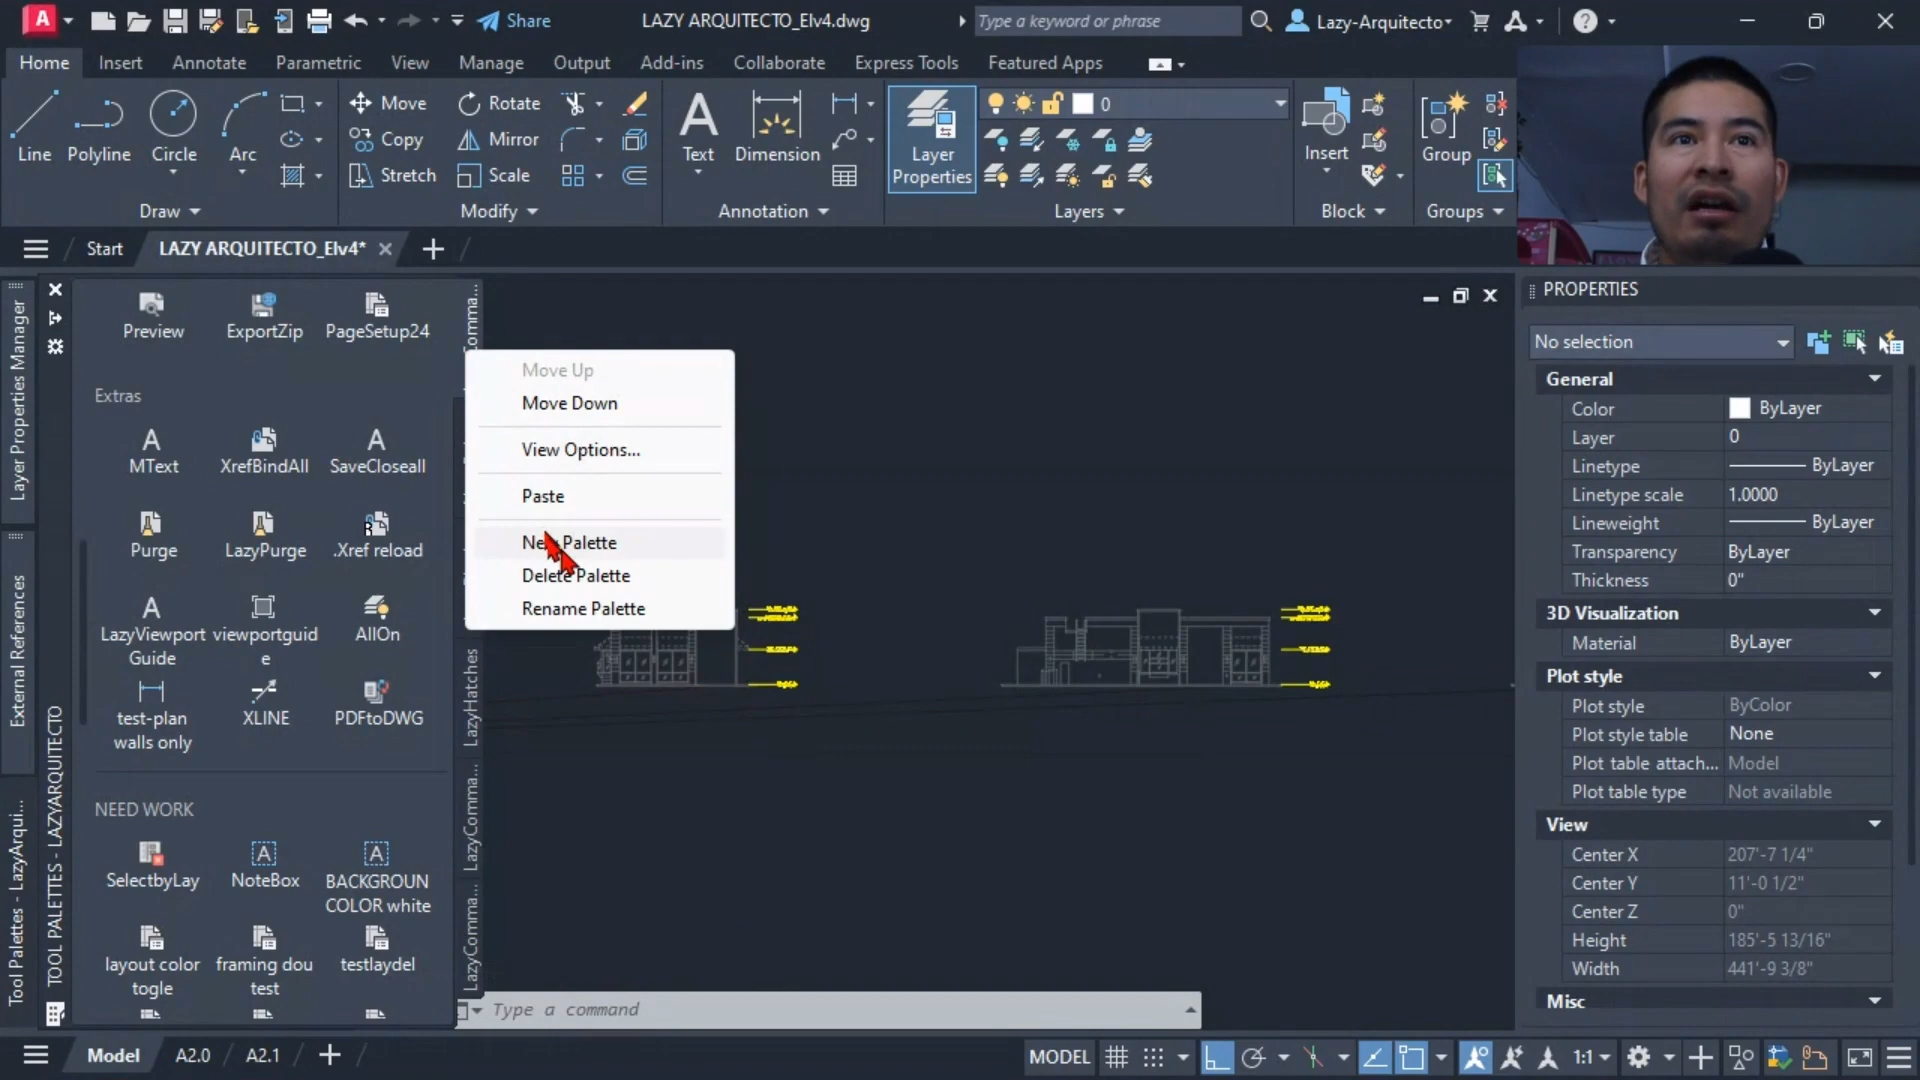 Share
LAZY ARQUITECTO_Elv4.dwg
Type a keyword or phrase
Lazy-Arquitecto
Home
Insert
Annotate
Parametric
View
Manage
Output
Add-ins
Collaborate
Express Tools
Featured Apps
Line
Polyline
Circle
Arc
Move
Copy
Stretch
Rotate
Mirror
Scale
Text
Dimension
Layer
Properties
0
Insert
Group
Draw
Modify
Annotation
Layers
Block
Groups
Start
LAZY ARQUITECTO_Elv4*
Layer Properties Manager
External References
Tool Palettes - LazyArqui...
TOOL PALETTES - LAZYARQUITECTO
Preview
ExportZip
PageSetup24
Extras
MText
XrefBindAll
SaveCloseall
Purge
LazyPurge
.Xref reload
LazyViewport
Guide
viewportguid
e
AllOn
test-plan
walls only
XLINE
PDFtoDWG
NEED WORK
SelectbyLay
NoteBox
BACKGROUN
COLOR white
layout color
togle
framing dou
test
testlaydel
LazyHatches
LazyComma...
LazyComma...
Move Up
Move Down
View Options...
Paste
New Palette
Delete Palette
Rename Palette
Type a command
PROPERTIES
No selection
General
Color ByLayer
Layer 0
Linetype ByLayer
Linetype scale 1.0000
Lineweight ByLayer
Transparency ByLayer
Thickness 0"
3D Visualization
Material ByLayer
Plot style
Plot style ByColor
Plot style table None
Plot table attach... Model
Plot table type Not available
View
Center X 207'-7 1/4"
Center Y 11'-0 1/2"
Center Z 0"
Height 185'-5 13/16"
Width 441'-9 3/8"
Misc
Model
A2.0
A2.1
MODEL
1:1